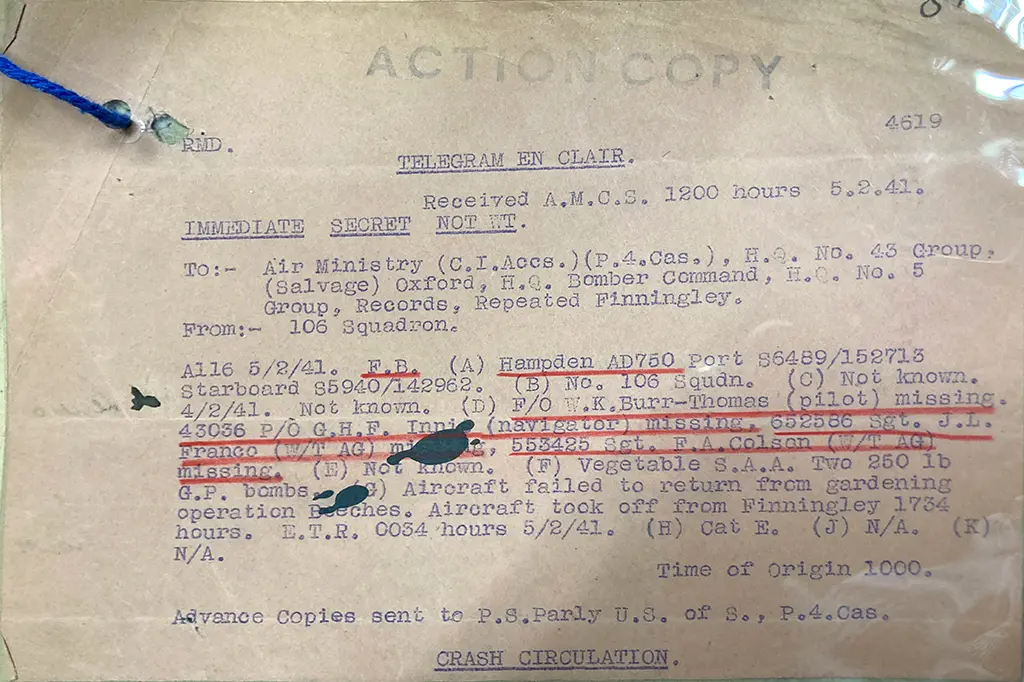 ACTION COPY
4619
RMD.
TELEGRAM EN CLAIR.
Received A.M.C.S. 1200 hours 5.2.41.
IMMEDIATE SECRET NOT WT.
To:- Air Ministry (C.I.Accs.)(P.4.Cas.), H.Q. No. 43 Group,
(Salvage) Oxford, H.Q. Bomber Command, H.Q. No. 5
Group, Records, Repeated Finningley.
From:- 106 Squadron.
A116 5/2/41. F.B. (A) Hampden AD750 Port S6489/152713
Starboard S5940/142962. (B) No. 106 Squdn. (C) Not known.
4/2/41. Not known. (D) F/O W.K.Burr-Thomas (pilot) missing.
43036 P/O G.H.F. (navigator) missing. 652586 Sgt. J.L.
Franco (W/T AG) missing, 553425 Sgt. F.A.Colson (W/T AG)
missing. (E) Not known. (F) Vegetable S.A.A. Two 250 lb
G.P. bombs. G) Aircraft failed to return from gardening
operation Beeches. Aircraft took off from Finningley 1734
hours. E.T.R. 0034 hours 5/2/41. (H) Cat E. (J) N/A. (K)
N/A.
Time of Origin 1000.
Advance Copies sent to P.S.Parly U.S. of S., P.4.Cas.
CRASH CIRCULATION.